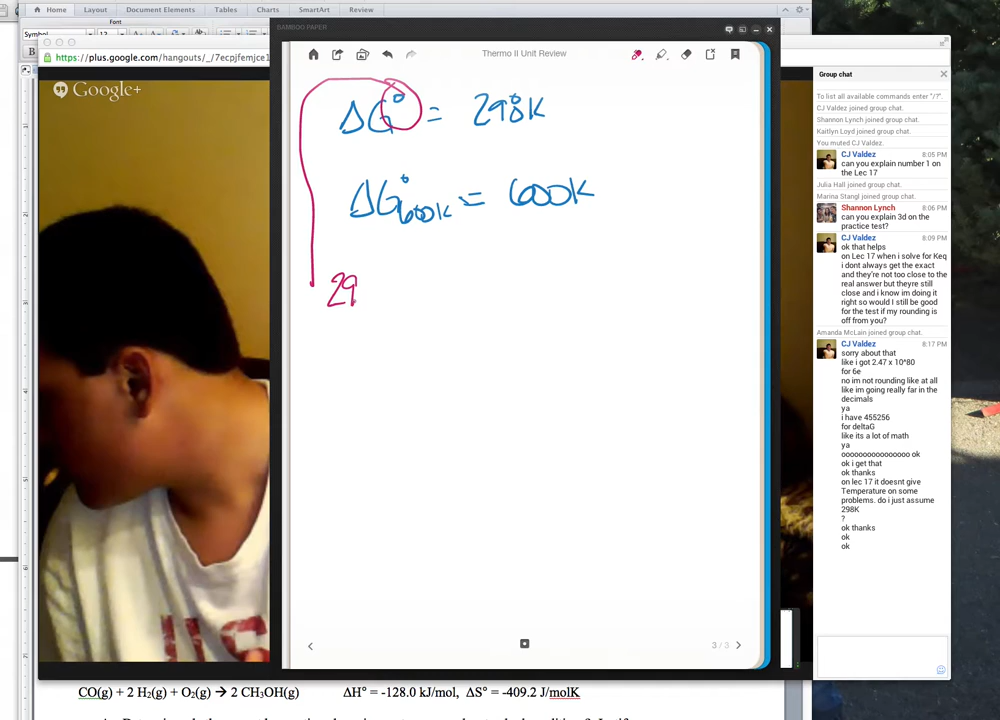 Home Layout Document Elements Tables Charts SmartArt Review
Font
Symbol
12
B
https://plus.google.com/hangouts/_/7ecpjfemjce1
Google+
BAMBOO PAPER
Thermo II Unit Review
ΔG° = 298K
ΔG°600K = 600K
29
3 / 3
Group chat
To list all available commands enter "/?".
CJ Valdez joined group chat.
Shannon Lynch joined group chat.
Kaitlyn Loyd joined group chat.
You muted CJ Valdez.
CJ Valdez 8:05 PM
can you explain number 1 on
the Lec 17
Julia Hall joined group chat.
Marina Stangl joined group chat.
Shannon Lynch 8:06 PM
can you explain 3d on the
practice test?
CJ Valdez 8:09 PM
ok that helps
on Lec 17 when i solve for Keq
i dont always get the exact
and they're not too close to the
real answer but theyre still
close and i know im doing it
right so would I still be good
for the test if my rounding is
off from you?
Amanda McLain joined group chat.
CJ Valdez 8:17 PM
sorry about that
like i got 2.47 x 10^80
for 6e
no im not rounding like at all
like im going really far in the
decimals
ya
i have 455256
for deltaG
like its a lot of math
ya
oooooooooooooooo ok
ok i get that
ok thanks
on lec 17 it doesnt give
Temperature on some
problems. do i just assume
298K
?
ok thanks
ok
ok
CO(g) + 2 H₂(g) + O₂(g) → 2 CH₃OH(g) ΔH° = -128.0 kJ/mol, ΔS° = -409.2 J/molK